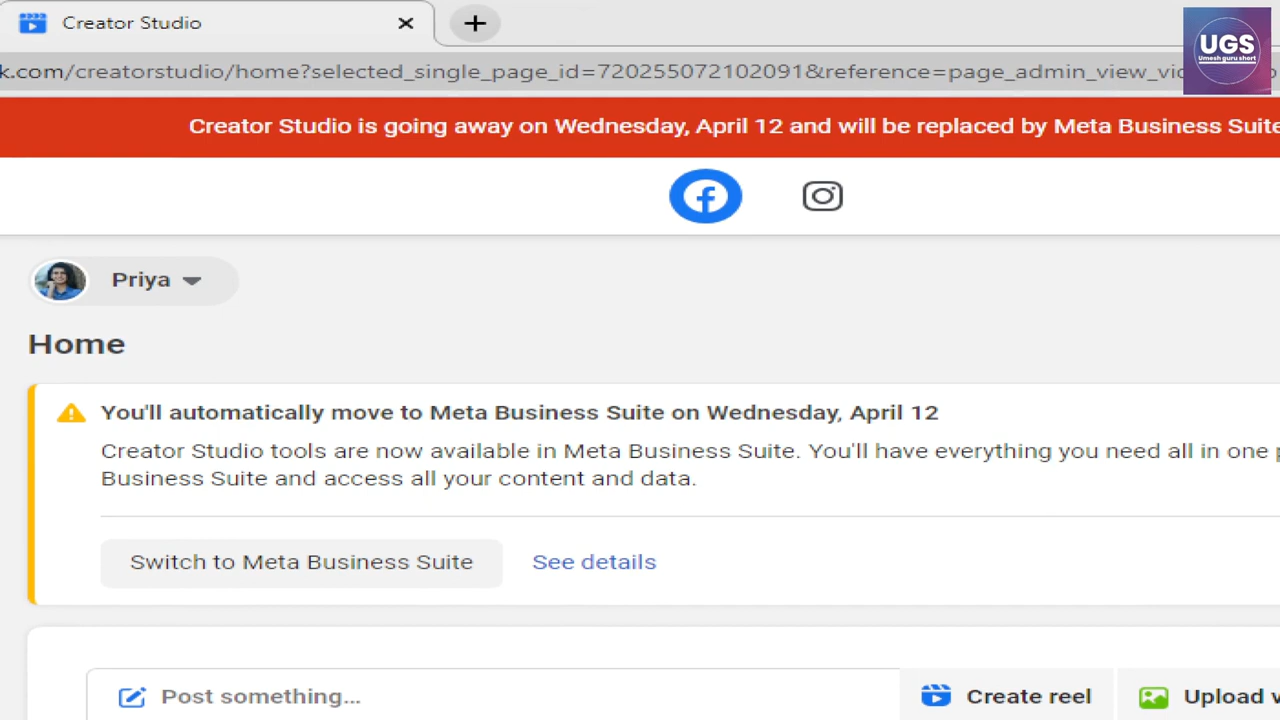 Creator Studio
UGS
Umesh guru short
k.com/creatorstudio/home?selected_single_page_id=720255072102091&reference=page_admin_view_vi
Creator Studio is going away on Wednesday, April 12 and will be replaced by Meta Business Suite
Priya
Home
You'll automatically move to Meta Business Suite on Wednesday, April 12
Creator Studio tools are now available in Meta Business Suite. You'll have everything you need all in one
Business Suite and access all your content and data.
Switch to Meta Business Suite
See details
Post something...
Create reel
Upload